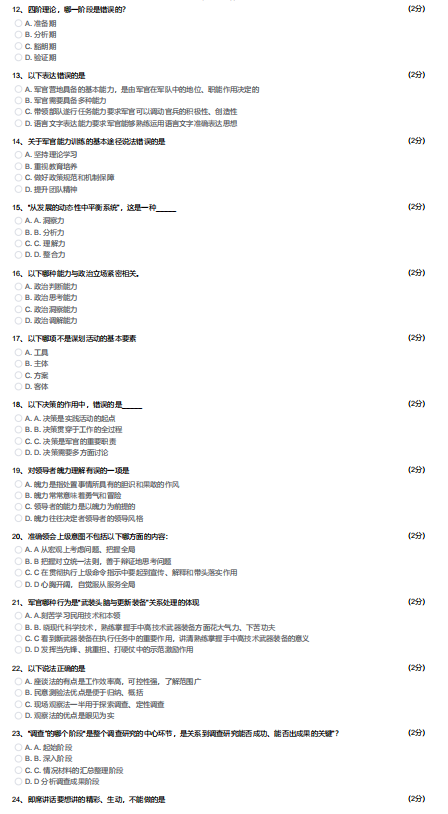 12、四阶理论，哪一阶段是错误的? (2分)
A. 准备期
B. 分析期
C. 豁朗期
D. 验证期
13、以下表达错误的是 (2分)
A. 军官营地具备的基本能力，是由军官在军队中的地位、职能作用决定的
B. 军官需要具备多种能力
C. 带领部队遂行任务能力要求军官可以调动官兵的积极性、创造性
D. 语言文字表达能力要求军官能够熟练运用语言文字准确表达思想
14、关于军官能力训练的基本途径说法错误的是 (2分)
A. 坚持理论学习
B. 重视教育培养
C. 做好政策规范和机制保障
D. 提升团队精神
15、“从发展的动态性中平衡系统”，这是一种_____ (2分)
A. A. 洞察力
B. B. 分析力
C. C. 理解力
D. D. 整合力
16、以下哪种能力与政治立场紧密相关。 (2分)
A. 政治判断能力
B. 政治思考能力
C. 政治洞察能力
D. 政治调解能力
17、以下哪项不是谋划活动的基本要素 (2分)
A. 工具
B. 主体
C. 方案
D. 客体
18、以下决策的作用中，错误的是_____ (2分)
A. A. 决策是实践活动的起点
B. B. 决策贯穿于工作的全过程
C. C. 决策是军官的重要职责
D. D. 决策需要多方面讨论
19、对领导者魄力理解有误的一项是 (2分)
A. 魄力是指处置事情所具有的胆识和果敢的作风
B. 魄力常常意味着勇气和冒险
C. 领导者的能力是以魄力为前提的
D. 魄力往往决定者领导者的领导风格
20、准确领会上级意图不包括以下哪方面的内容: (2分)
A. A 从宏观上考虑问题、把握全局
B. B 把握对立统一法则，善于辩证地思考问题
C. C 在贯彻执行上级命令指示中要起到宣传、解释和带头落实作用
D. D 心胸开阔，自觉服从服务全局
21、军官哪种行为是“武装头脑与更新装备”关系处理的体现 (2分)
A. A.刻苦学习民用技术和本领
B. B. 晓现代科学技术，熟练掌握手中高技术武器装备方面花大气力、下苦功夫
C. C 看到新武器装备在执行任务中的重要作用，讲清熟练掌握手中高技术武器装备的意义
D. D 发挥当先锋、挑重担、打硬仗中的示范激励作用
22、以下说法正确的是 (2分)
A. 座谈法的有点是工作效率高，可控性强，了解范围广
B. 民意测验法优点是便于归纳、概括
C. 现场观察法一半用于探索调查、定性调查
D. 观察法的优点是眼见为实
23、“调查”的哪个阶段“是整个调查研究的中心环节，是关系到调查研究能否成功、能否出成果的关键”？ (2分)
A. A. 起始阶段
B. B. 深入阶段
C. C. 情况材料的汇总整理阶段
D. D 分析调查成果阶段
24、即席讲话要想讲的精彩、生动，不能做的是 (2分)